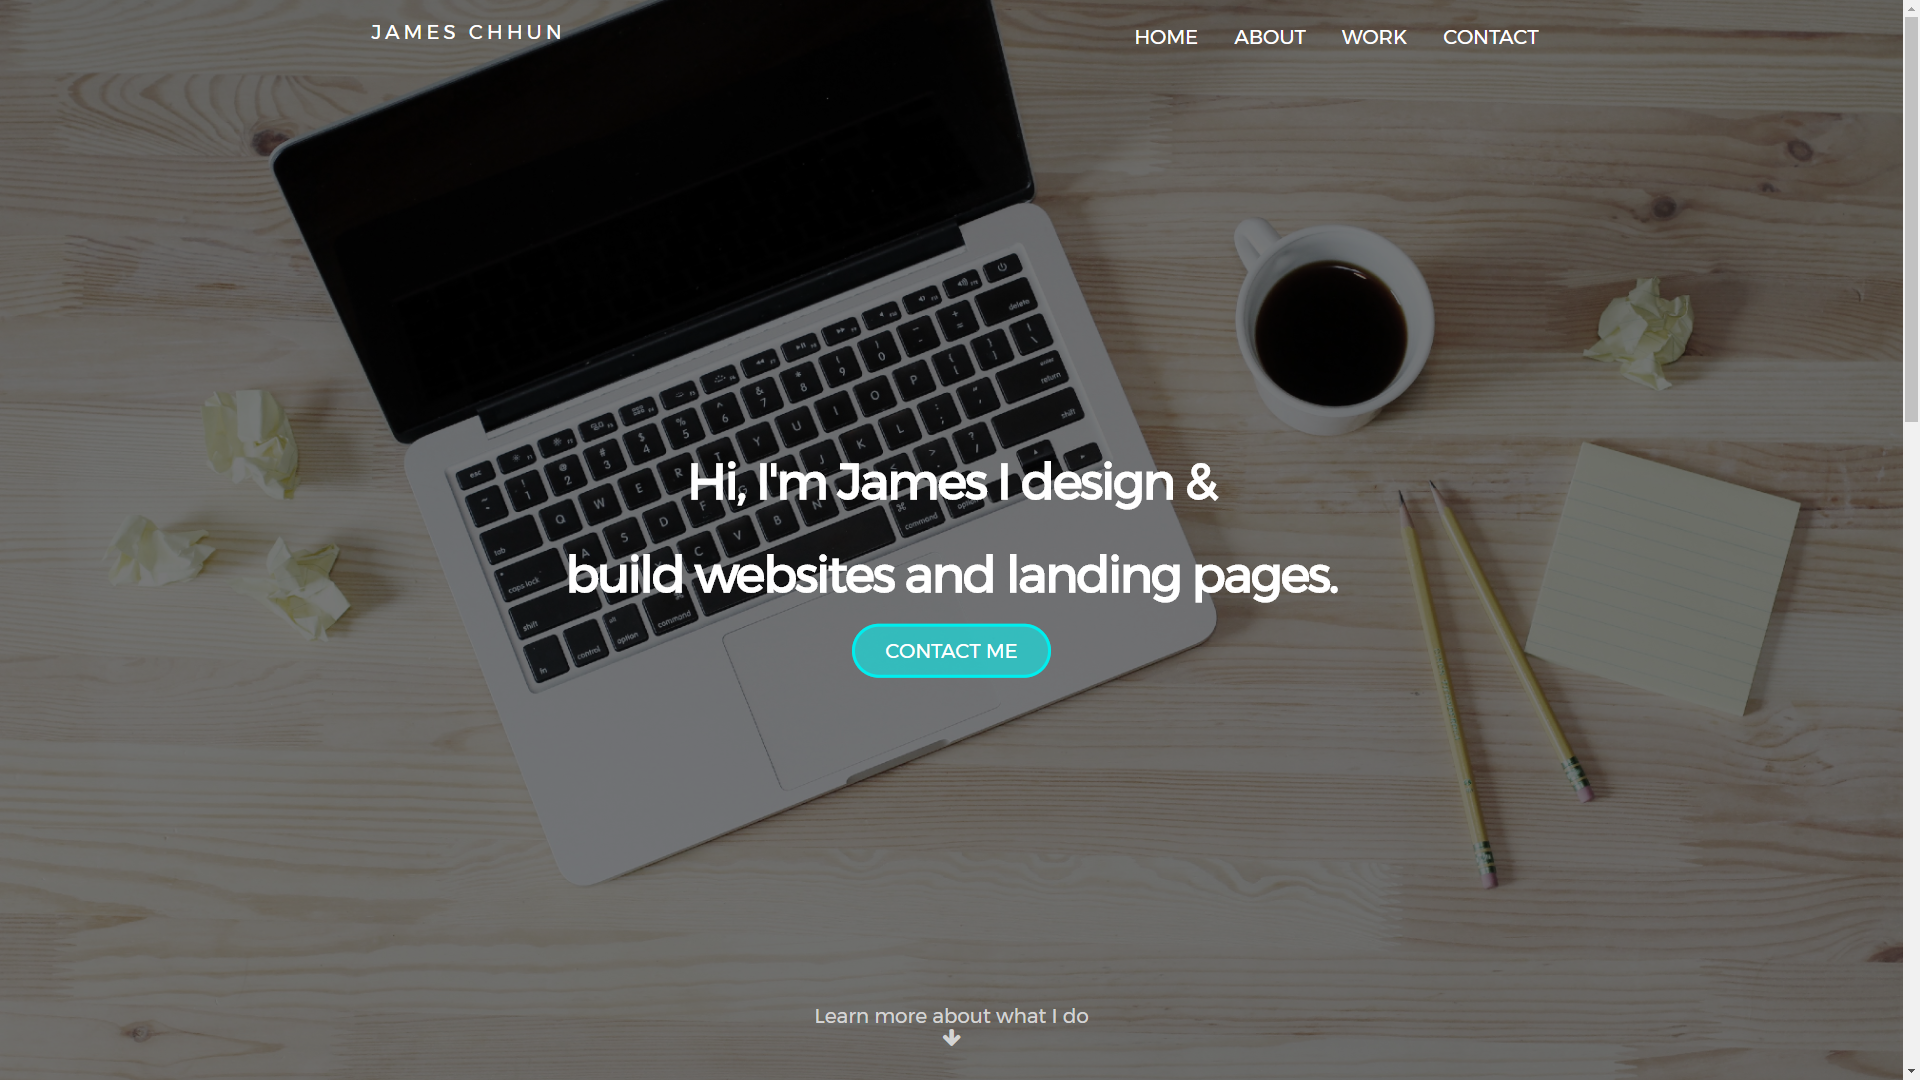 JAMES CHHUN
HOME ABOUT WORK CONTACT
Hi, I'm James I design &
build websites and landing pages.
CONTACT ME
Learn more about what I do